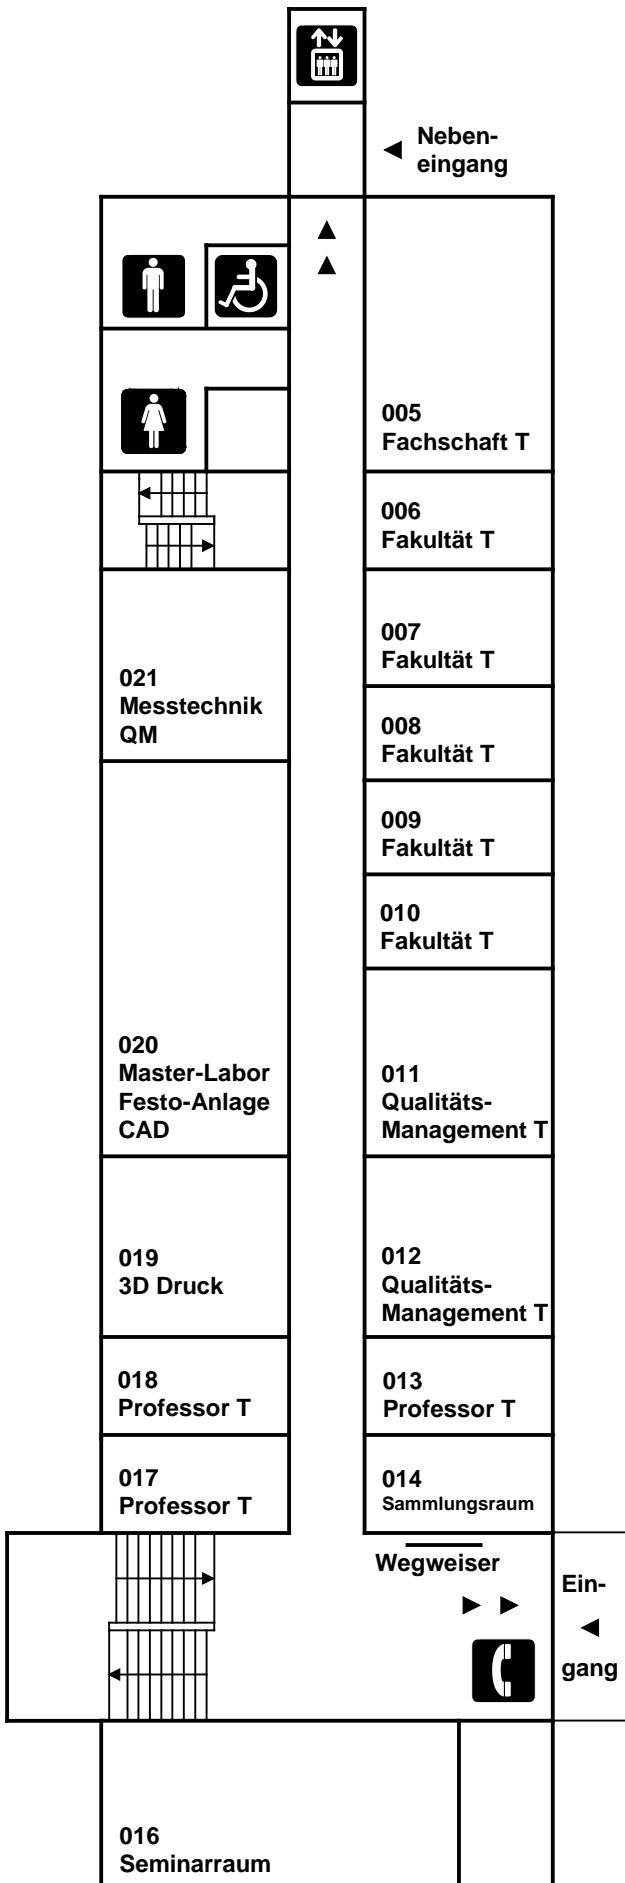 Neben-
eingang
005
Fachschaft T
006
Fakultät T
007
Fakultät T
021
Messtechnik
QM
008
Fakultät T
009
Fakultät T
010
Fakultät T
020
Master-Labor
Festo-Anlage
CAD
011
Qualitäts-
Management T
019
3D Druck
012
Qualitäts-
Management T
018
Professor T
013
Professor T
017
Professor T
014
Sammlungsraum
Wegweiser
Ein-
gang
016
Seminarraum